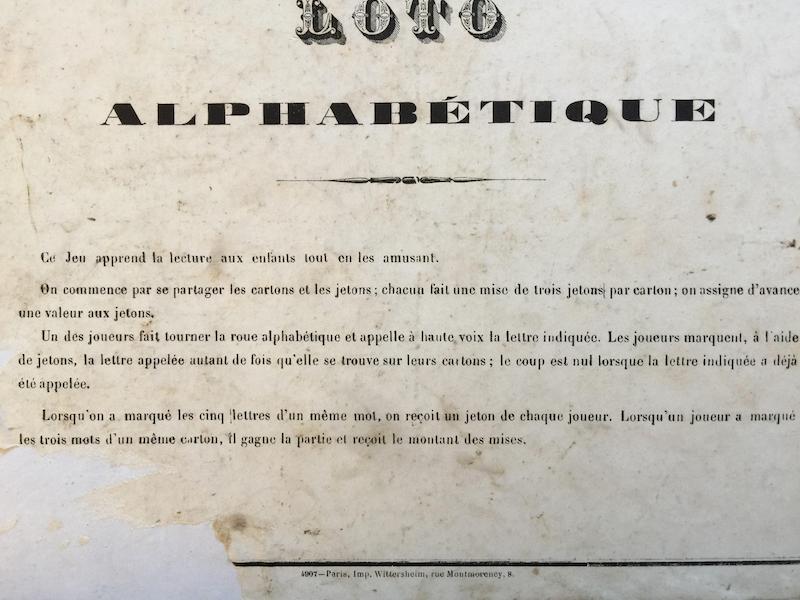 LOTO
ALPHABÉTIQUE
Ce Jeu apprend la lecture aux enfants tout en les amusant.
On commence par se partager les cartons et les jetons ; chacun fait une mise de trois jetons par carton ; on assigne d'avance
une valeur aux jetons.
Un des joueurs fait tourner la roue alphabétique et appelle à haute voix la lettre indiquée. Les joueurs marquent, à l'aide
de jetons, la lettre appelée autant de fois qu'elle se trouve sur leurs cartons ; le coup est nul lorsque la lettre indiquée a déjà
été appelée.
Lorsqu'on a marqué les cinq lettres d'un même mot, on reçoit un jeton de chaque joueur. Lorsqu'un joueur a marqué
les trois mots d'un même carton, il gagne la partie et reçoit le montant des mises.
4907—Paris, Imp. Wittersheim, rue Montmorency, 8.